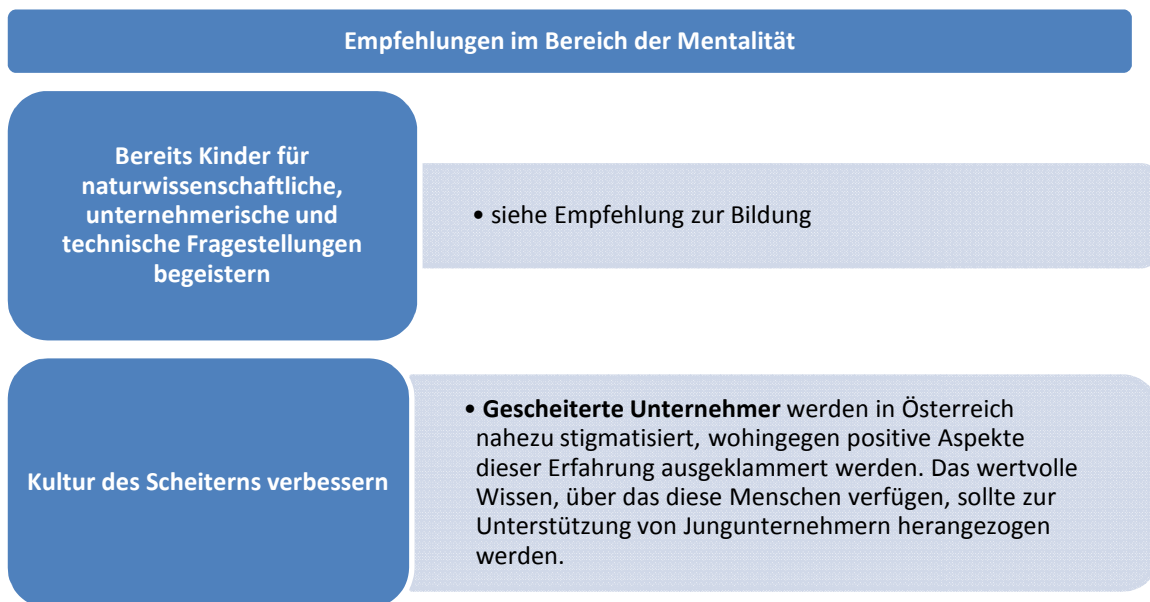 Empfehlungen im Bereich der Mentalität
Bereits Kinder für
naturwissenschaftliche,
unternehmerische und
technische Fragestellungen
begeistern
• siehe Empfehlung zur Bildung
Kultur des Scheiterns verbessern
• Gescheiterte Unternehmer werden in Österreich
nahezu stigmatisiert, wohingegen positive Aspekte
dieser Erfahrung ausgeklammert werden. Das wertvolle
Wissen, über das diese Menschen verfügen, sollte zur
Unterstützung von Jungunternehmern herangezogen
werden.